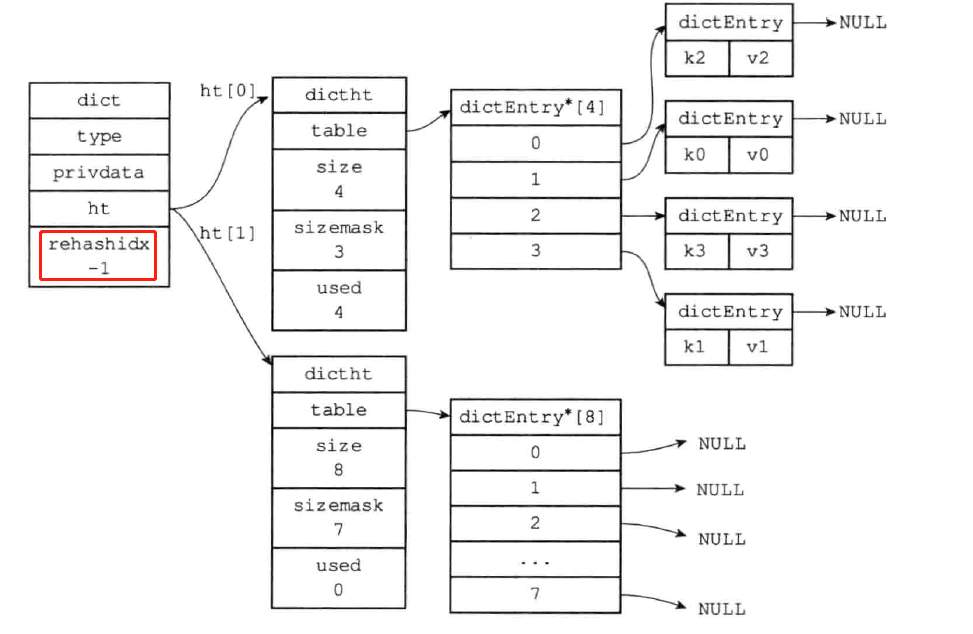 dict
type
privdata
ht
rehashidx
-1
ht[0]
ht[1]
dictht
table
size
4
sizemask
3
used
4
dictEntry*[4]
0
1
2
3
dictEntry
k2 v2
NULL
dictEntry
k0 v0
NULL
dictEntry
k3 v3
NULL
dictEntry
k1 v1
NULL
dictht
table
size
8
sizemask
7
used
0
dictEntry*[8]
0
1
2
...
7
NULL
NULL
NULL
NULL